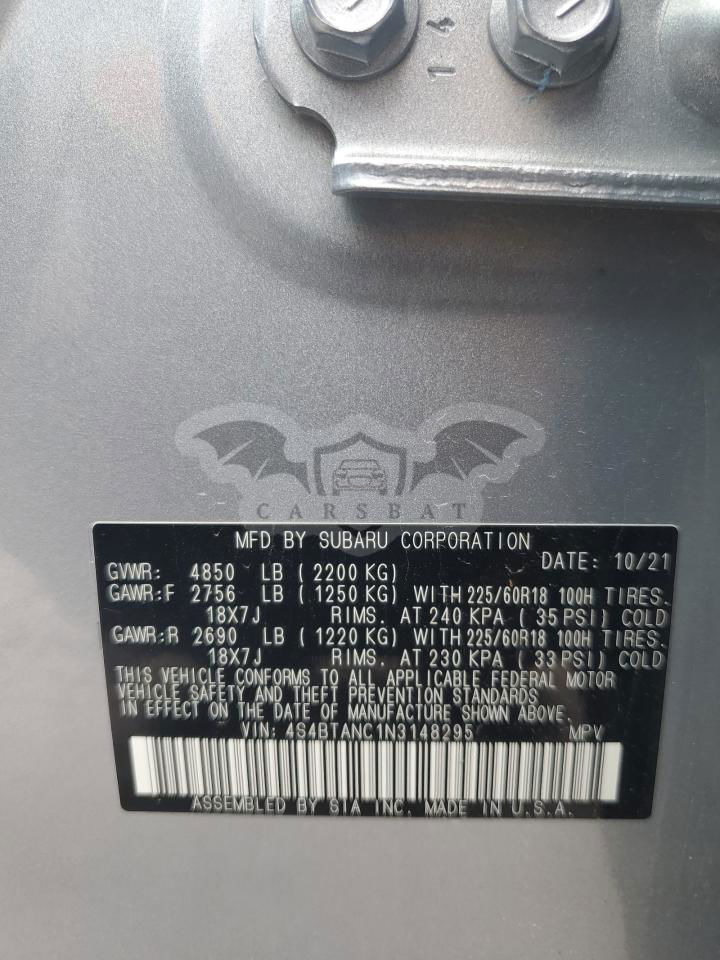 14
CARSBAT
MFD BY SUBARU CORPORATION
DATE: 10/21
GVWR: 4850 LB ( 2200 KG)
GAWR:F 2756 LB ( 1250 KG) WITH 225/60R18 100H TIRES.
18X7J RIMS. AT 240 KPA ( 35 PSI) COLD
GAWR:R 2690 LB ( 1220 KG) WITH 225/60R18 100H TIRES.
18X7J RIMS. AT 230 KPA ( 33 PSI) COLD
THIS VEHICLE CONFORMS TO ALL APPLICABLE FEDERAL MOTOR
VEHICLE SAFETY AND THEFT PREVENTION STANDARDS
IN EFFECT ON THE DATE OF MANUFACTURE SHOWN ABOVE.
VIN: 4S4BTANC1N3148295 MPV
ASSEMBLED BY SIA INC. MADE IN U.S.A.